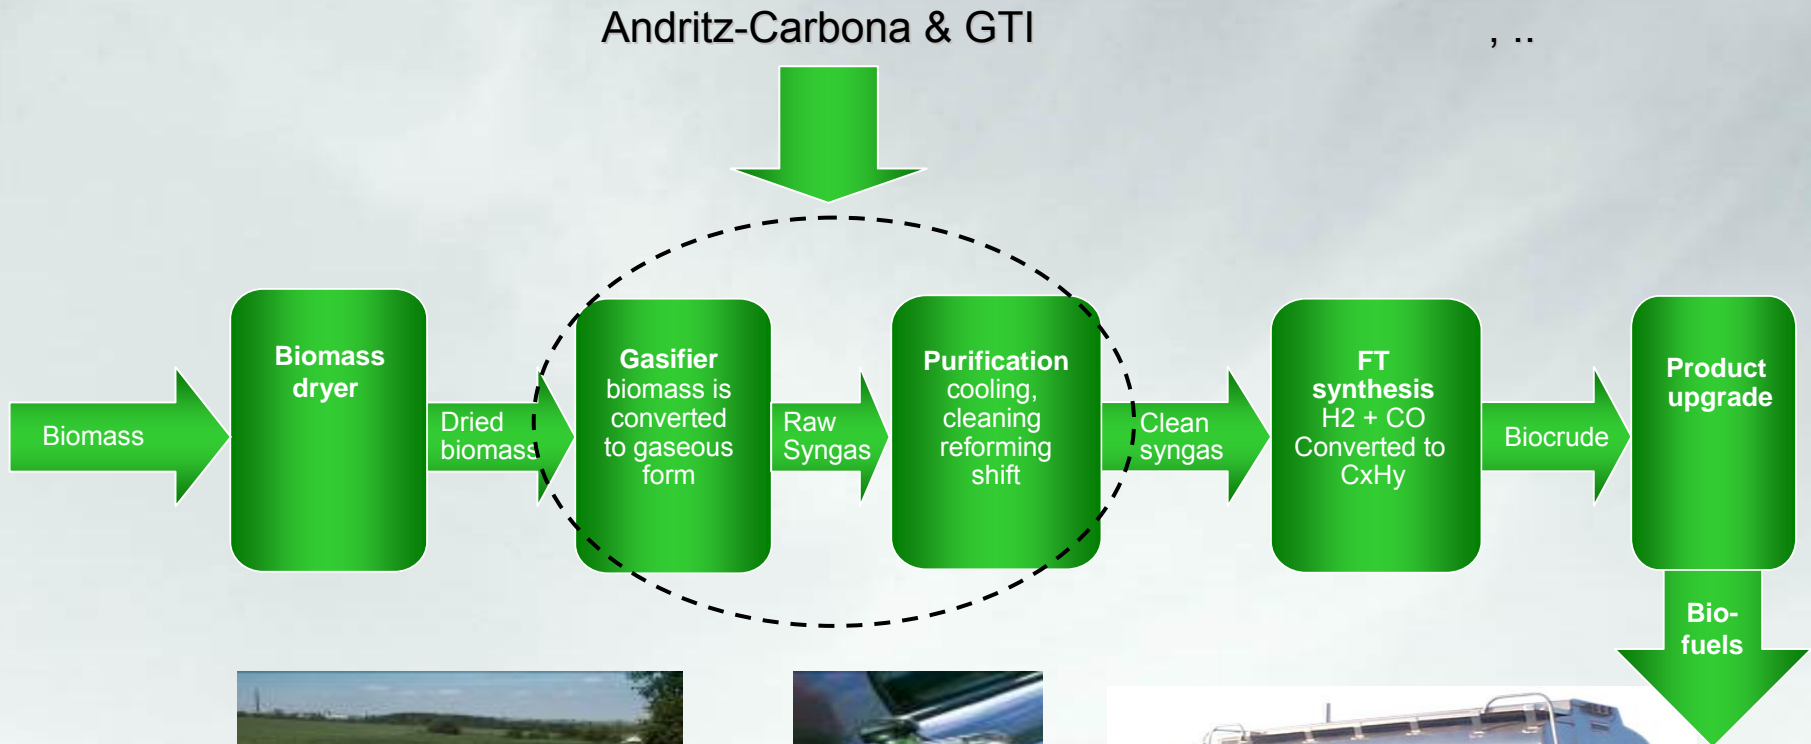 Andritz-Carbona & GTI
, ..
Biomass
Biomass
dryer
Dried
biomass
Gasifier
biomass is
converted
to gaseous
form
Raw
Syngas
Purification
cooling,
cleaning
reforming
shift
Clean
syngas
FT
synthesis
H2 + CO
Converted to
CxHy
Biocrude
Product
upgrade
Bio-
fuels